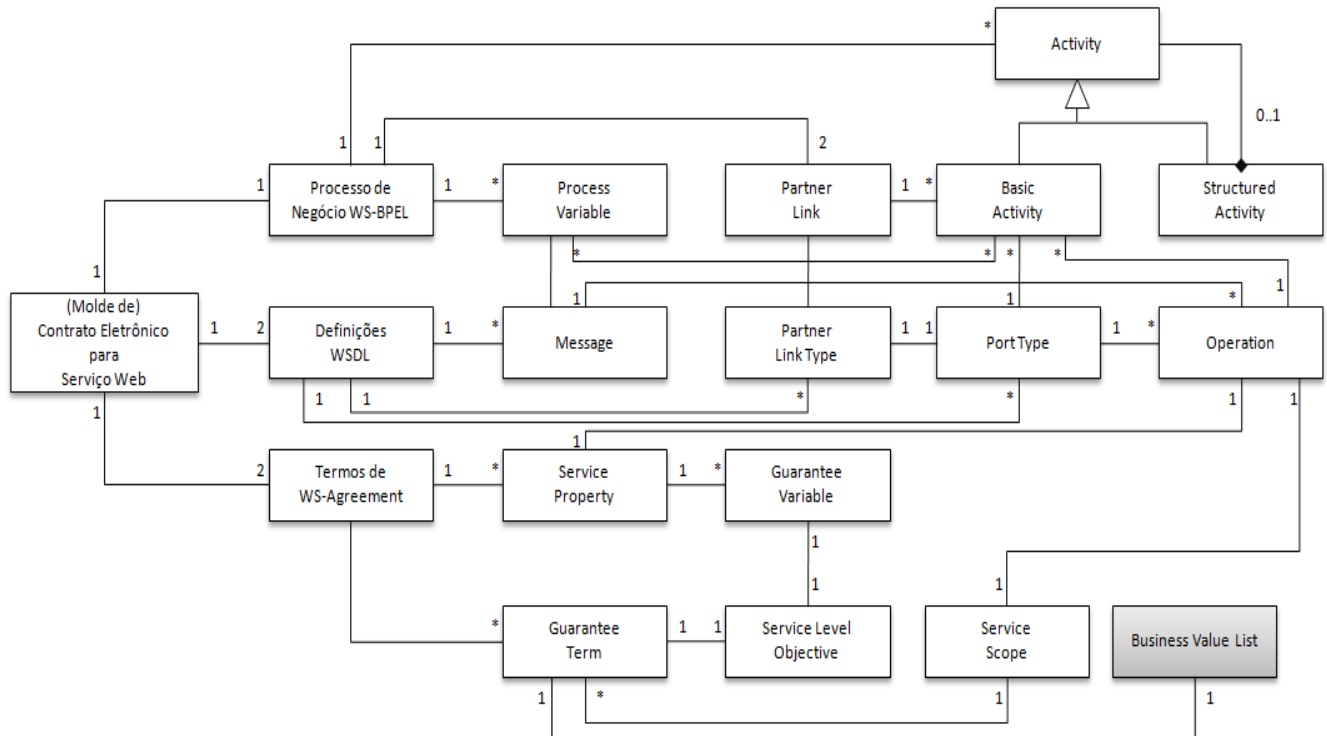 *
Activity
0..1
1
1
2
1
Processo de
Negócio WS-BPEL
1
*
Process
Variable
Partner
Link
1
*
Basic
Activity
Structured
Activity
*
*
*
*
1
1
1
1
*
(Molde de)
Contrato Eletrônico
para
Serviço Web
1
2
Definições
WSDL
1
*
Message
Partner
Link Type
1
1
Port Type
1
*
Operation
1
1
1
*
*
1
1
1
2
Termos de
WS-Agreement
1
*
Service
Property
1
*
Guarantee
Variable
1
1
1
*
Guarantee
Term
1
1
Service Level
Objective
Service
Scope
Business Value List
1
*
1
1